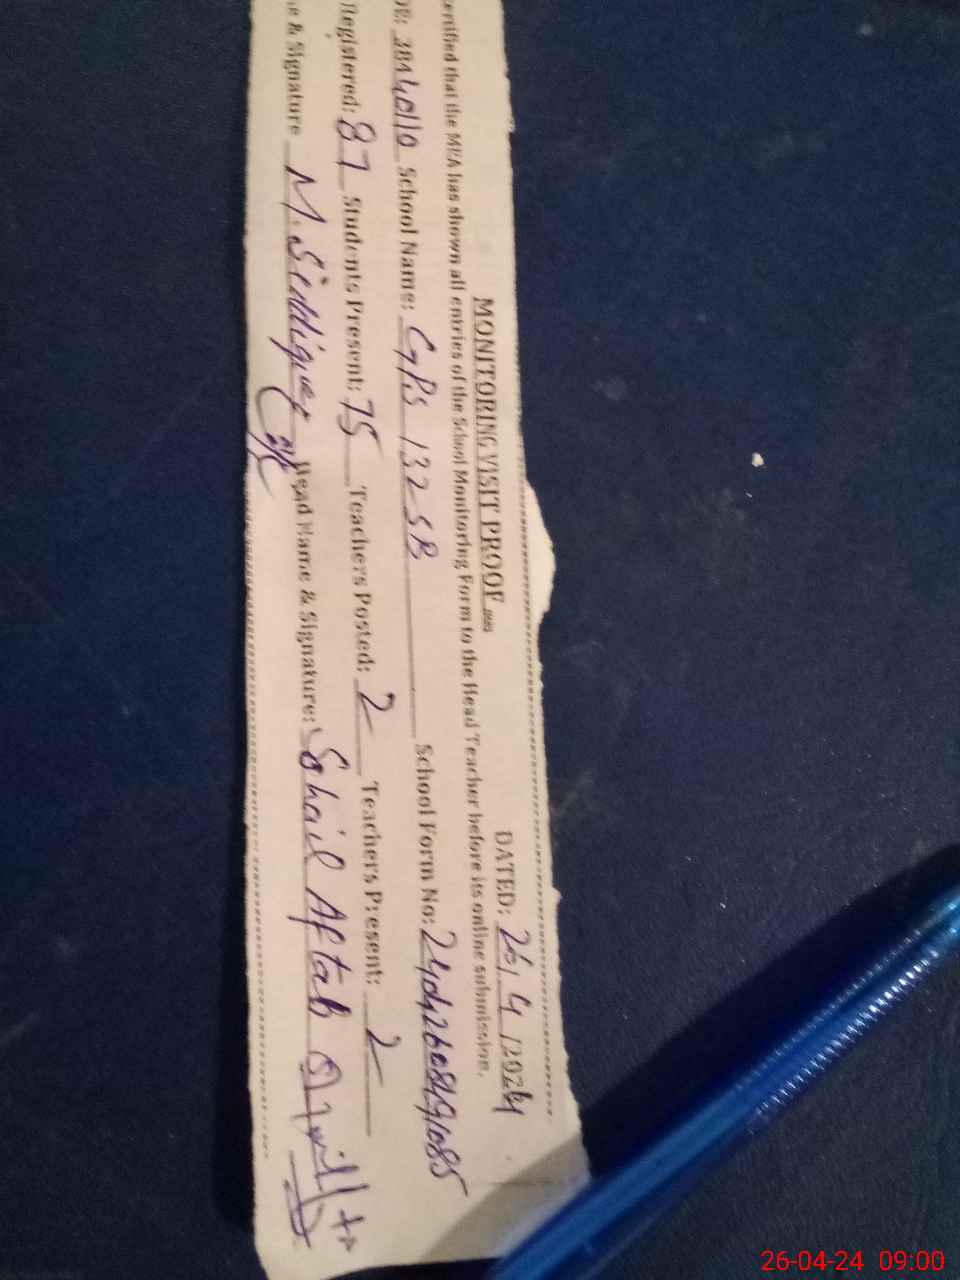 MONITORING VISIT PROOF DATED: 26/4/2024
ertified that the MEA has shown all entries of the School Monitoring Form to the Head Teacher before its online submission.
DE: 38440110 School Name: GPS 132 SB School Form No:
Registered: 87 Students Present: 75 Teachers Posted: 2 Teachers Present: 2
e & Signature M. Siddique Head Name & Signature: Sohail Aftab
26-04-24 09:00